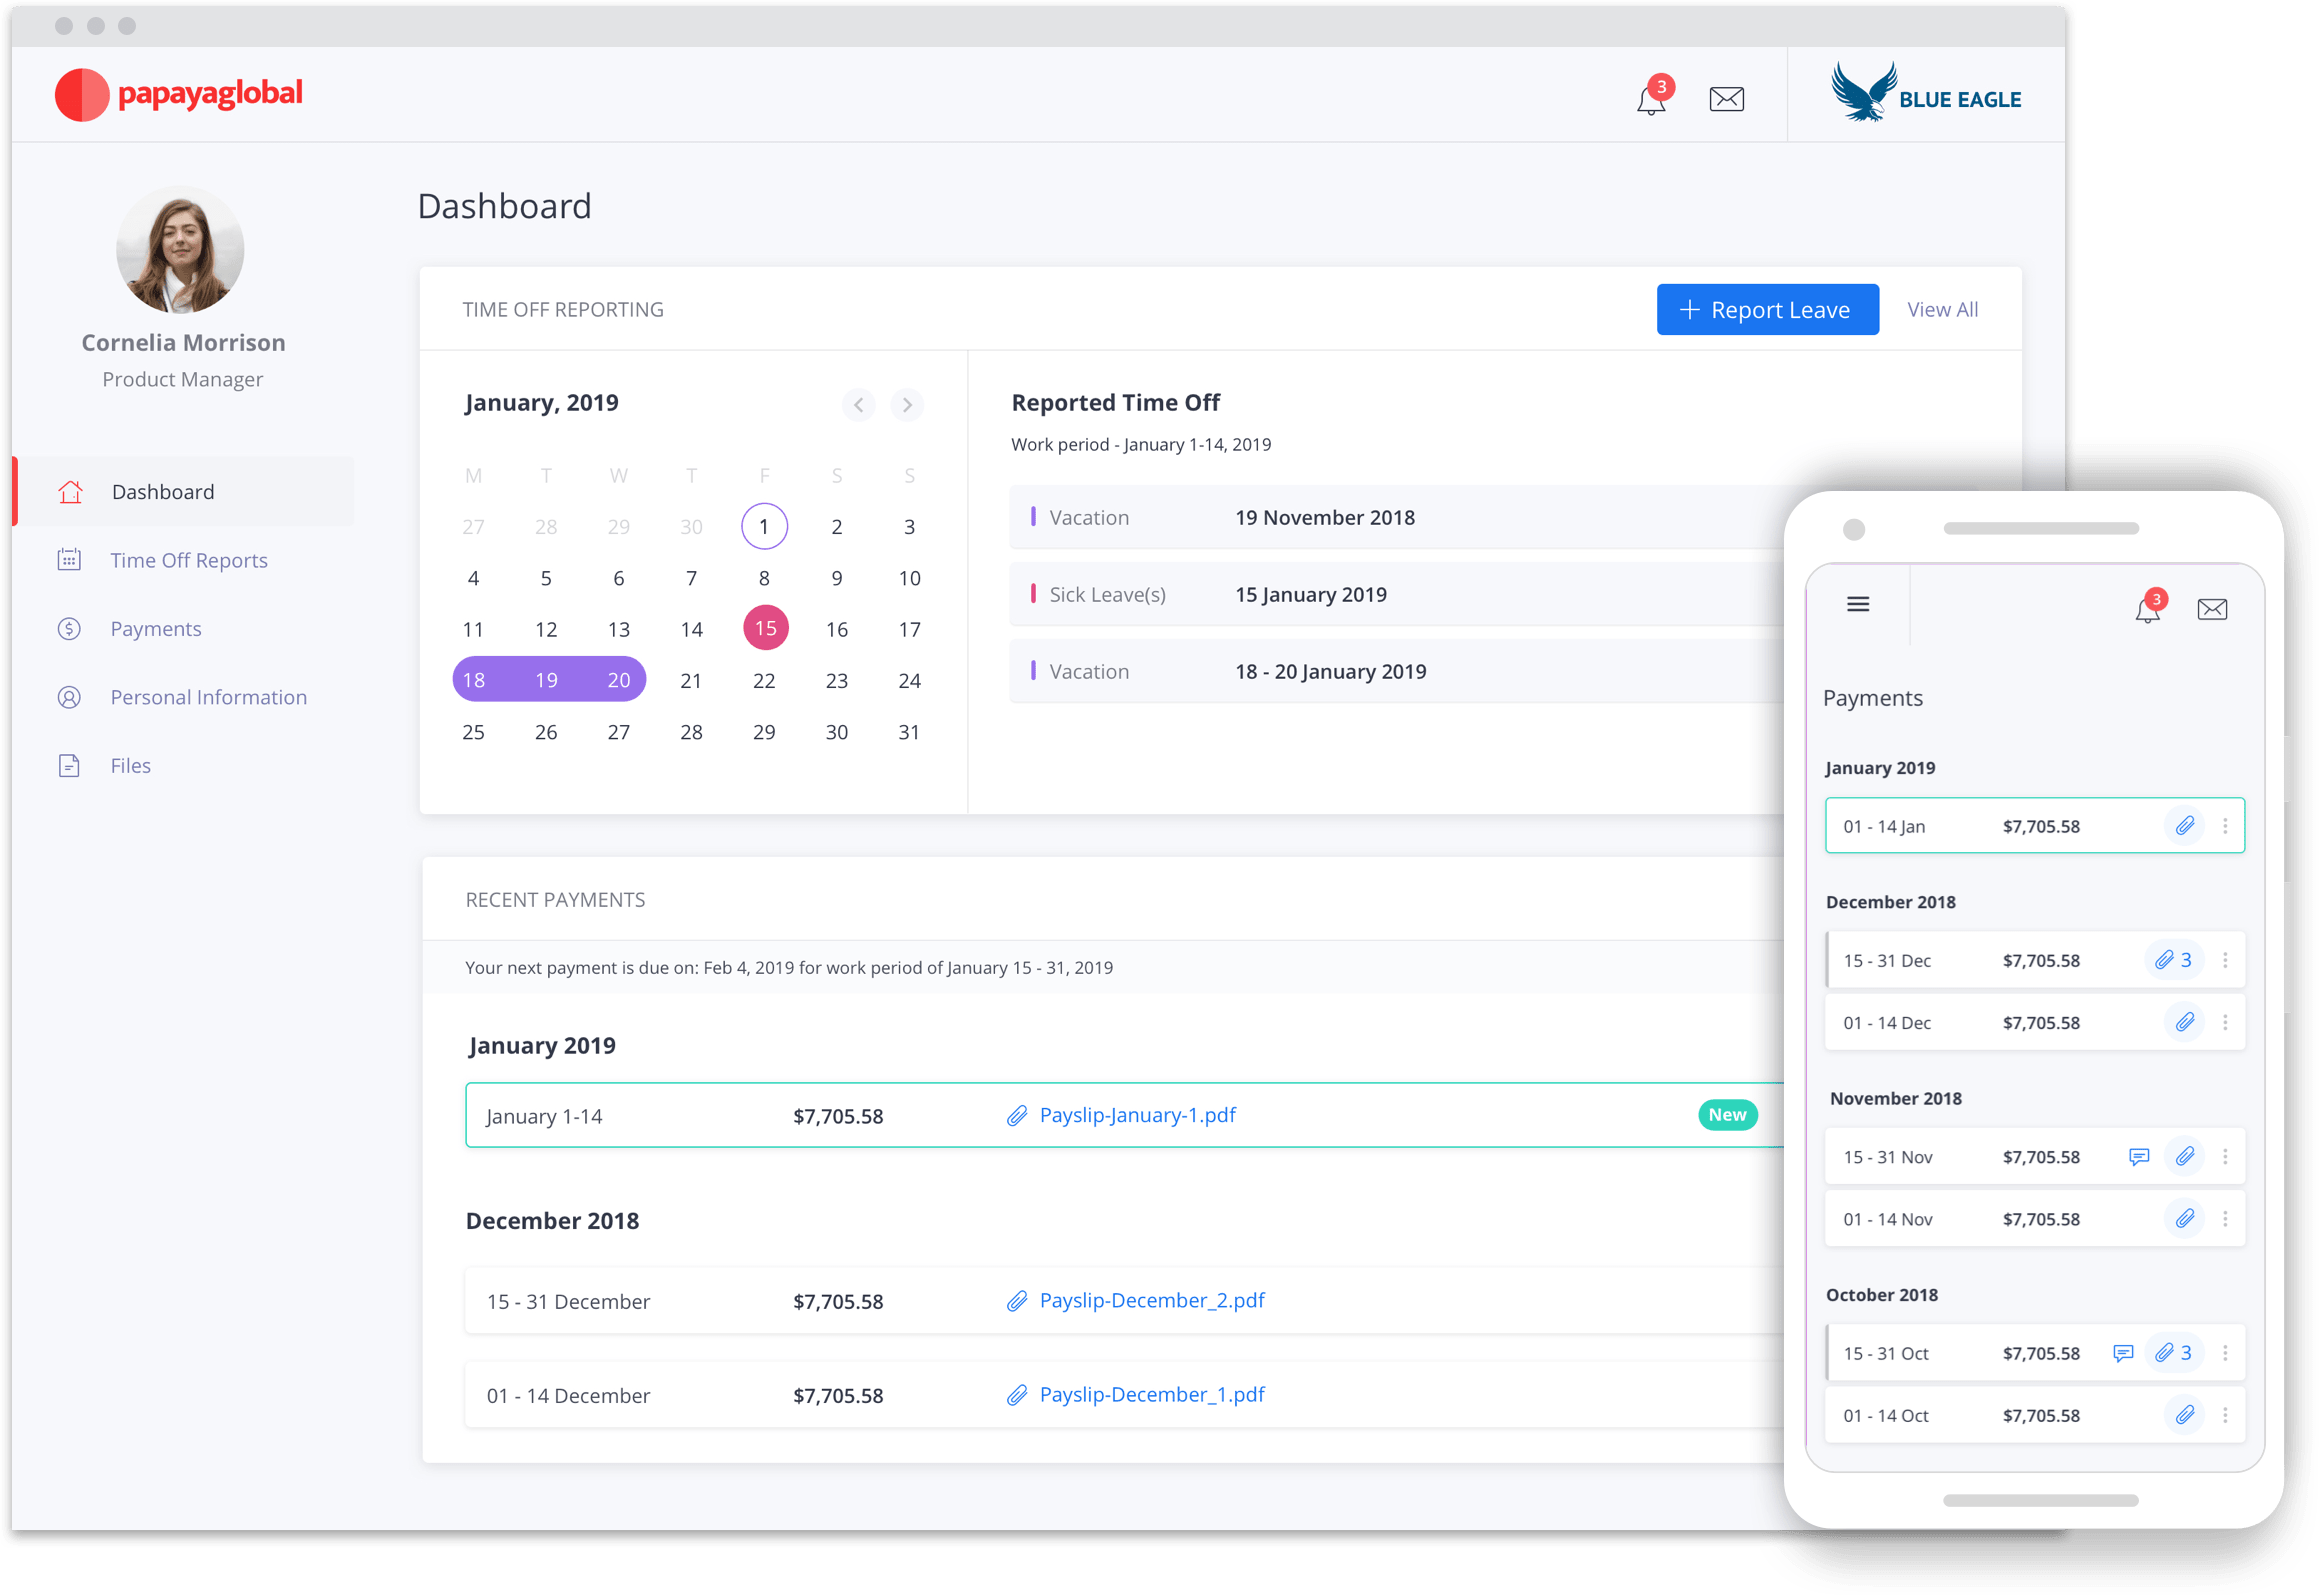 papayaglobal
3
BLUE EAGLE
Cornelia Morrison
Product Manager
Dashboard
Time Off Reports
Payments
Personal Information
Files
Dashboard
TIME OFF REPORTING
+ Report Leave
View All
January, 2019
M T W T F S S
27 28 29 30 1 2 3
4 5 6 7 8 9 10
11 12 13 14 15 16 17
18 19 20 21 22 23 24
25 26 27 28 29 30 31
Reported Time Off
Work period - January 1-14, 2019
Vacation 19 November 2018
Sick Leave(s) 15 January 2019
Vacation 18 - 20 January 2019
RECENT PAYMENTS
Your next payment is due on: Feb 4, 2019 for work period of January 15 - 31, 2019
January 2019
January 1-14 $7,705.58 Payslip-January-1.pdf New
December 2018
15 - 31 December $7,705.58 Payslip-December_2.pdf
01 - 14 December $7,705.58 Payslip-December_1.pdf
3
Payments
January 2019
01 - 14 Jan $7,705.58
December 2018
15 - 31 Dec $7,705.58 3
01 - 14 Dec $7,705.58
November 2018
15 - 31 Nov $7,705.58
01 - 14 Nov $7,705.58
October 2018
15 - 31 Oct $7,705.58 3
01 - 14 Oct $7,705.58